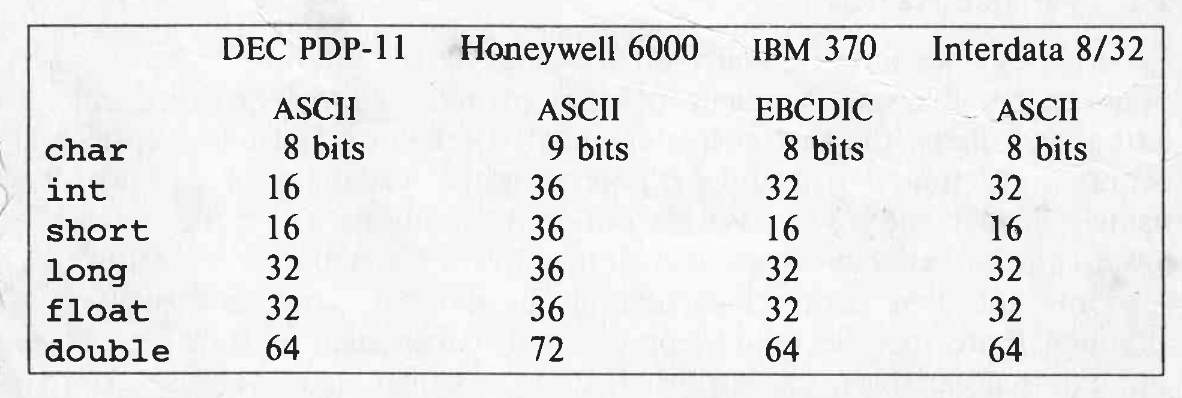 DEC PDP-11 Honeywell 6000 IBM 370 Interdata 8/32
ASCII ASCII EBCDIC ASCII
char 8 bits 9 bits 8 bits 8 bits
int 16 36 32 32
short 16 36 16 16
long 32 36 32 32
float 32 36 32 32
double 64 72 64 64